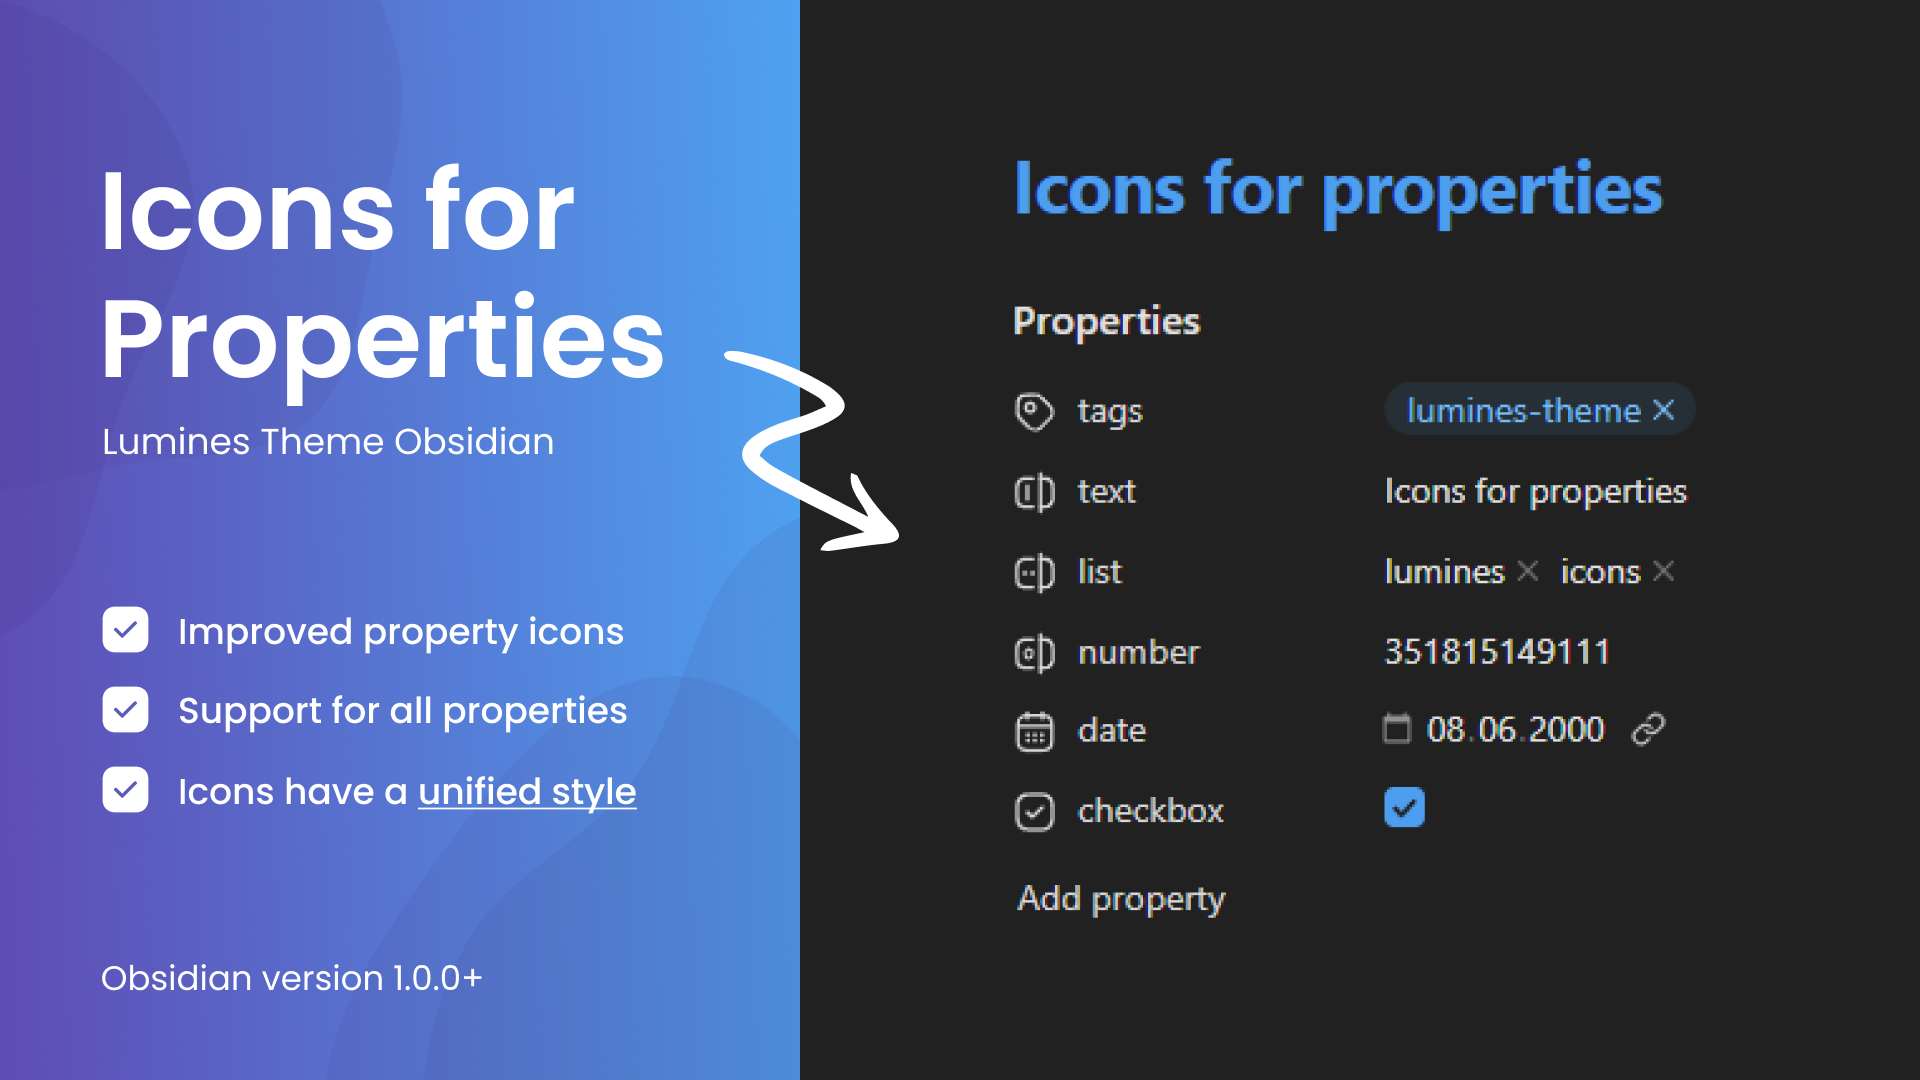 Icons for
Properties
Lumines Theme Obsidian
Improved property icons
Support for all properties
Icons have a unified style
Obsidian version 1.0.0+
Icons for properties
Properties
tags lumines-theme
text Icons for properties
list lumines icons
number 351815149111
date 08.06.2000
checkbox
Add property